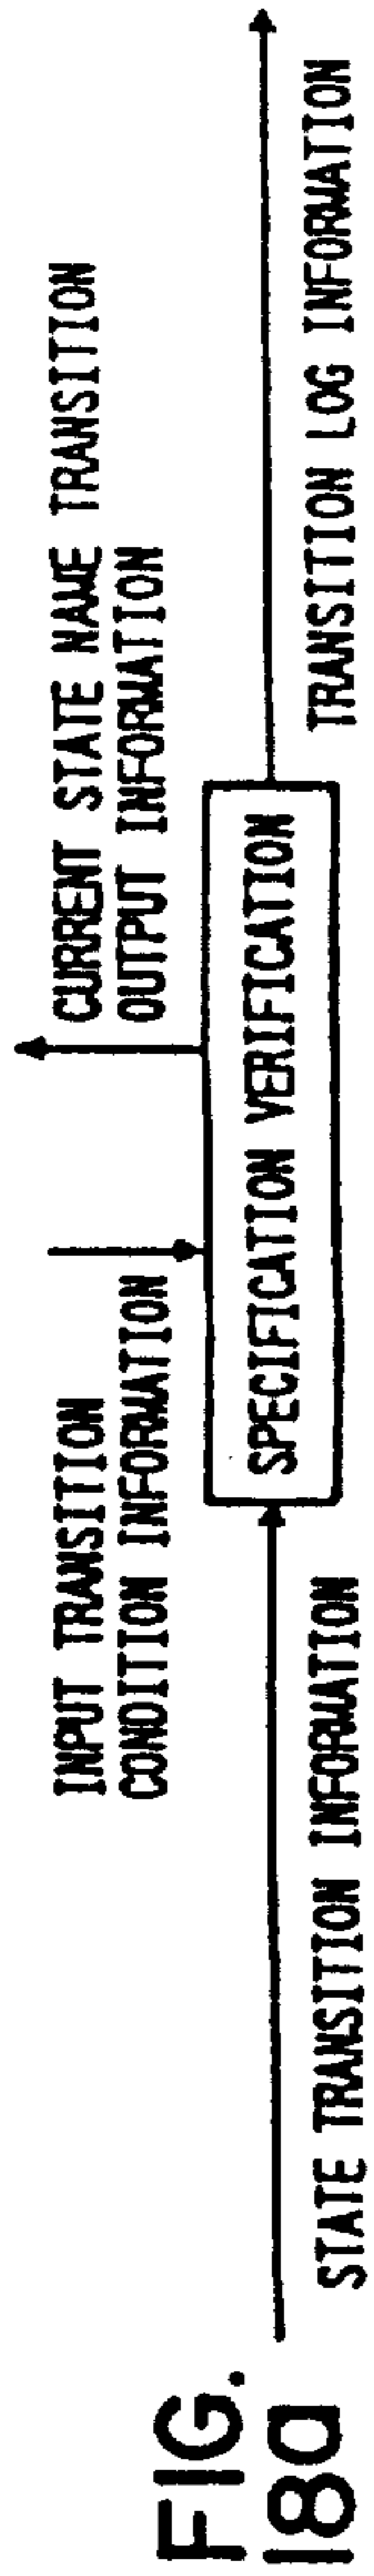 FIG.
18a
INPUT TRANSITION
CONDITION INFORMATION
CURRENT STATE NAME TRANSITION
OUTPUT INFORMATION
SPECIFICATION VERIFICATION
STATE TRANSITION INFORMATION
TRANSITION LOG INFORMATION